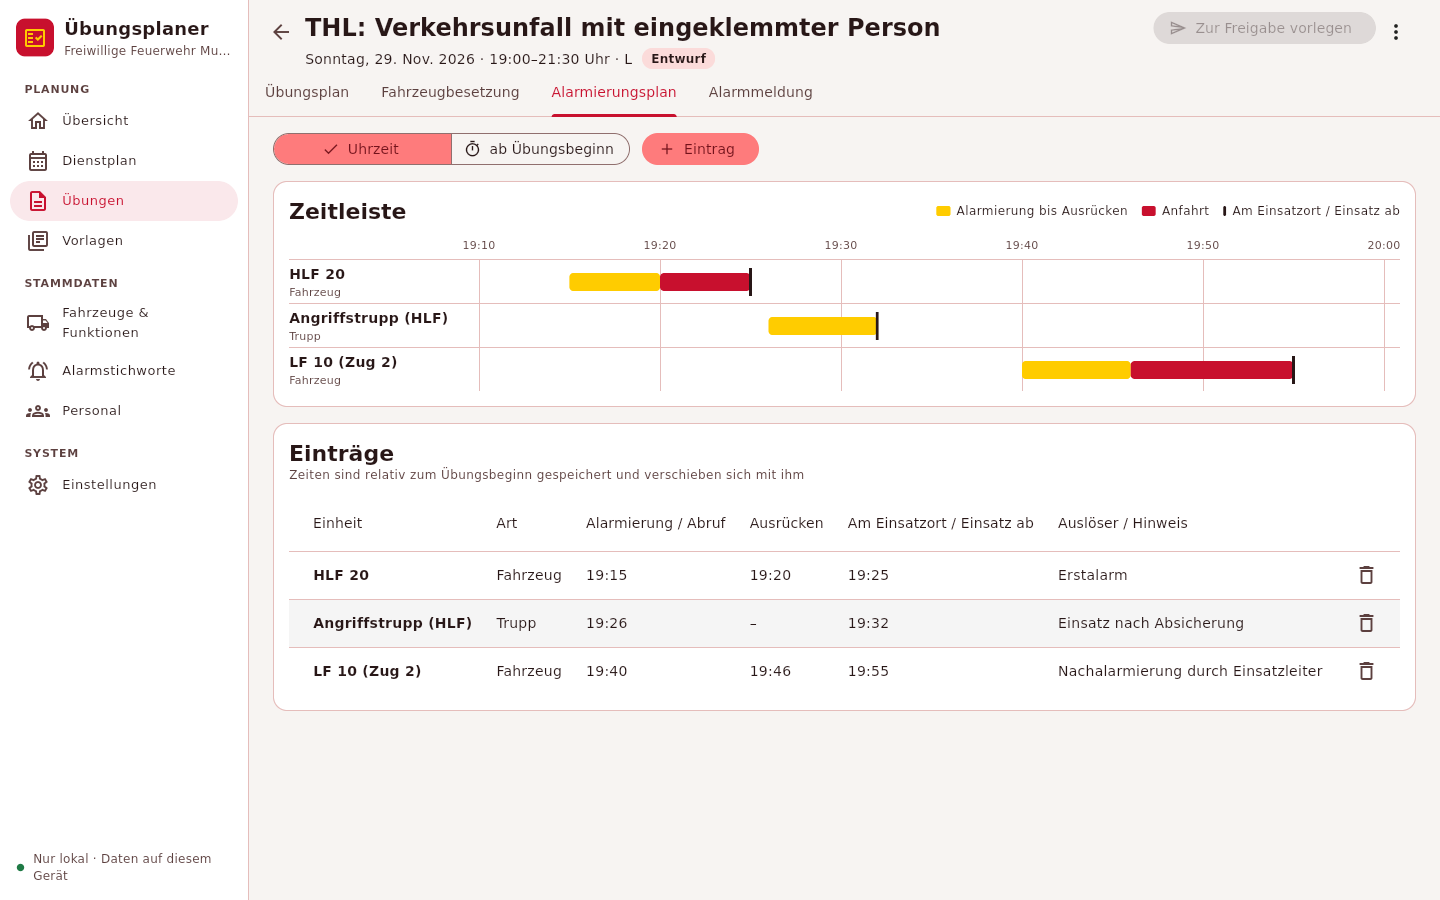 Übungsplaner
Freiwillige Feuerwehr Mu...
PLANUNG
Übersicht
Dienstplan
Übungen
Vorlagen
STAMMDATEN
Fahrzeuge &
Funktionen
Alarmstichworte
Personal
SYSTEM
Einstellungen
Nur lokal · Daten auf diesem
Gerät
THL: Verkehrsunfall mit eingeklemmter Person
Zur Freigabe vorlegen
Sonntag, 29. Nov. 2026 · 19:00–21:30 Uhr · L Entwurf
Übungsplan Fahrzeugbesetzung Alarmierungsplan Alarmmeldung
Uhrzeit ab Übungsbeginn Eintrag
Zeitleiste
Alarmierung bis Ausrücken Anfahrt Am Einsatzort / Einsatz ab
19:10 19:20 19:30 19:40 19:50 20:00
HLF 20
Fahrzeug
Angriffstrupp (HLF)
Trupp
LF 10 (Zug 2)
Fahrzeug
Einträge
Zeiten sind relativ zum Übungsbeginn gespeichert und verschieben sich mit ihm
Einheit Art Alarmierung / Abruf Ausrücken Am Einsatzort / Einsatz ab Auslöser / Hinweis
HLF 20 Fahrzeug 19:15 19:20 19:25 Erstalarm
Angriffstrupp (HLF) Trupp 19:26 – 19:32 Einsatz nach Absicherung
LF 10 (Zug 2) Fahrzeug 19:40 19:46 19:55 Nachalarmierung durch Einsatzleiter